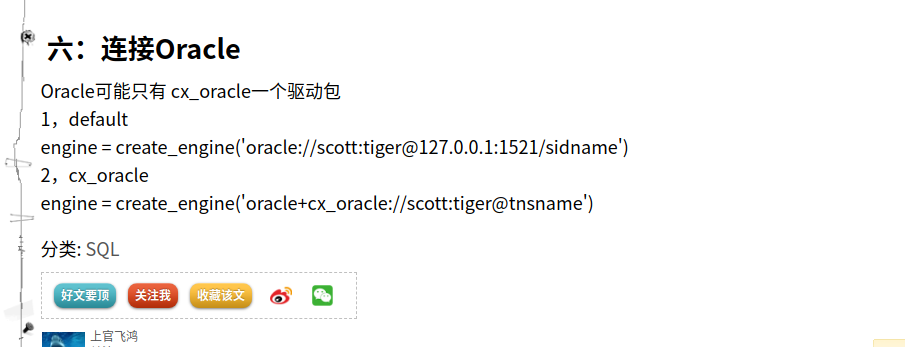 六：连接Oracle
Oracle可能只有 cx_oracle一个驱动包
1，default
engine = create_engine('oracle://scott:tiger@127.0.0.1:1521/sidname')
2，cx_oracle
engine = create_engine('oracle+cx_oracle://scott:tiger@tnsname')
分类: SQL
好文要顶 关注我 收藏该文
上官飞鸿